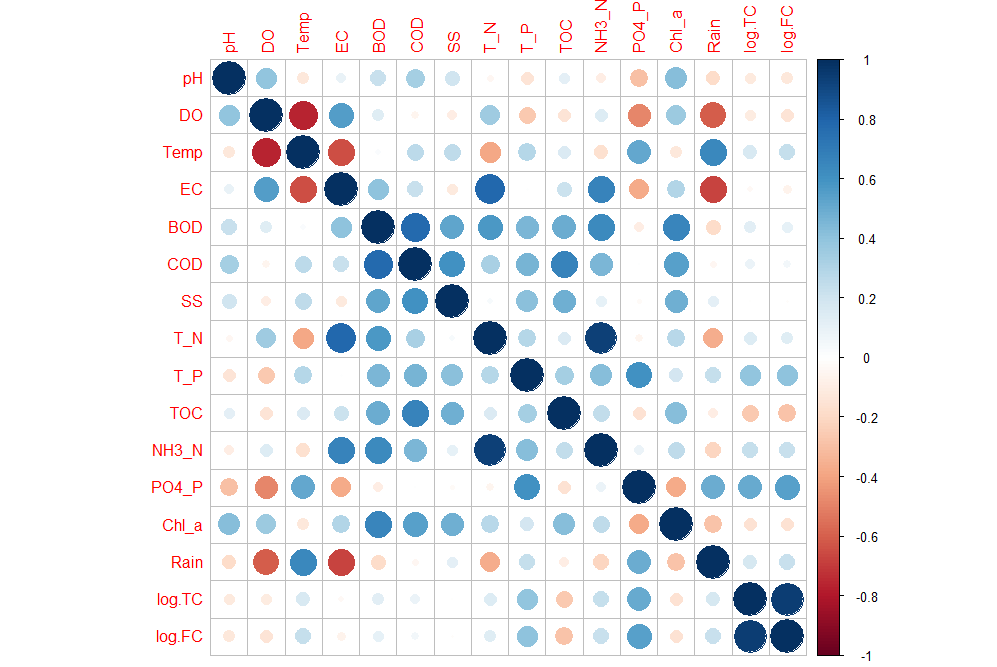 pH DO Temp EC BOD COD SS T_N T_P TOC NH3_N PO4_P Chl_a Rain log.TC log.FC
pH
DO
Temp
EC
BOD
COD
SS
T_N
T_P
TOC
NH3_N
PO4_P
Chl_a
Rain
log.TC
log.FC
1
0.8
0.6
0.4
0.2
0
-0.2
-0.4
-0.6
-0.8
-1